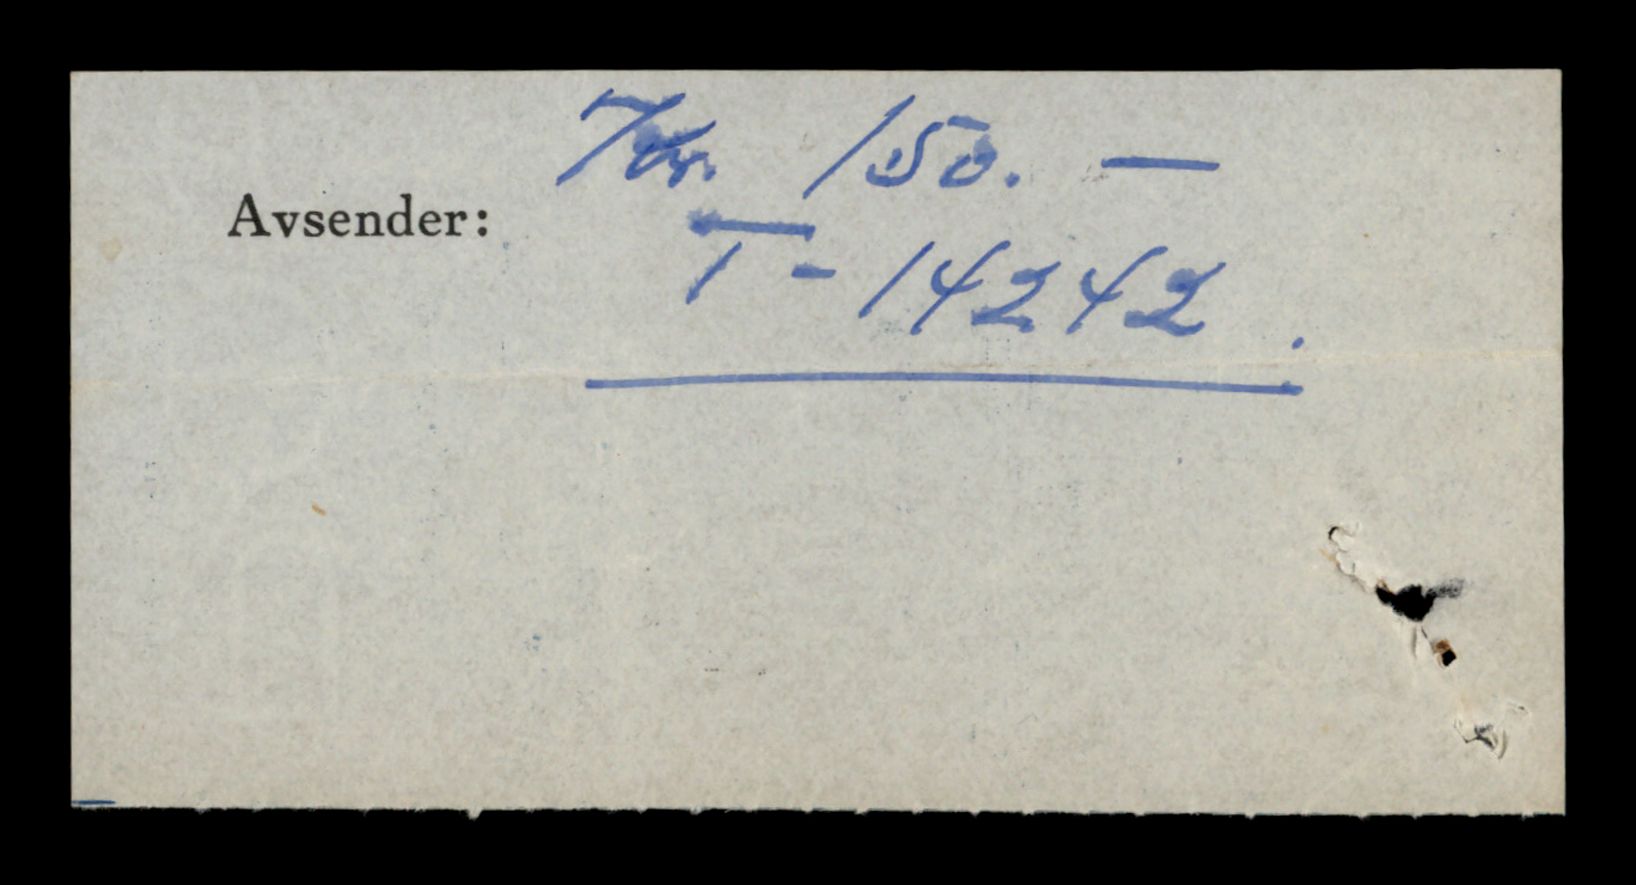 Kr. 150. —
Avsender:
T-14242.